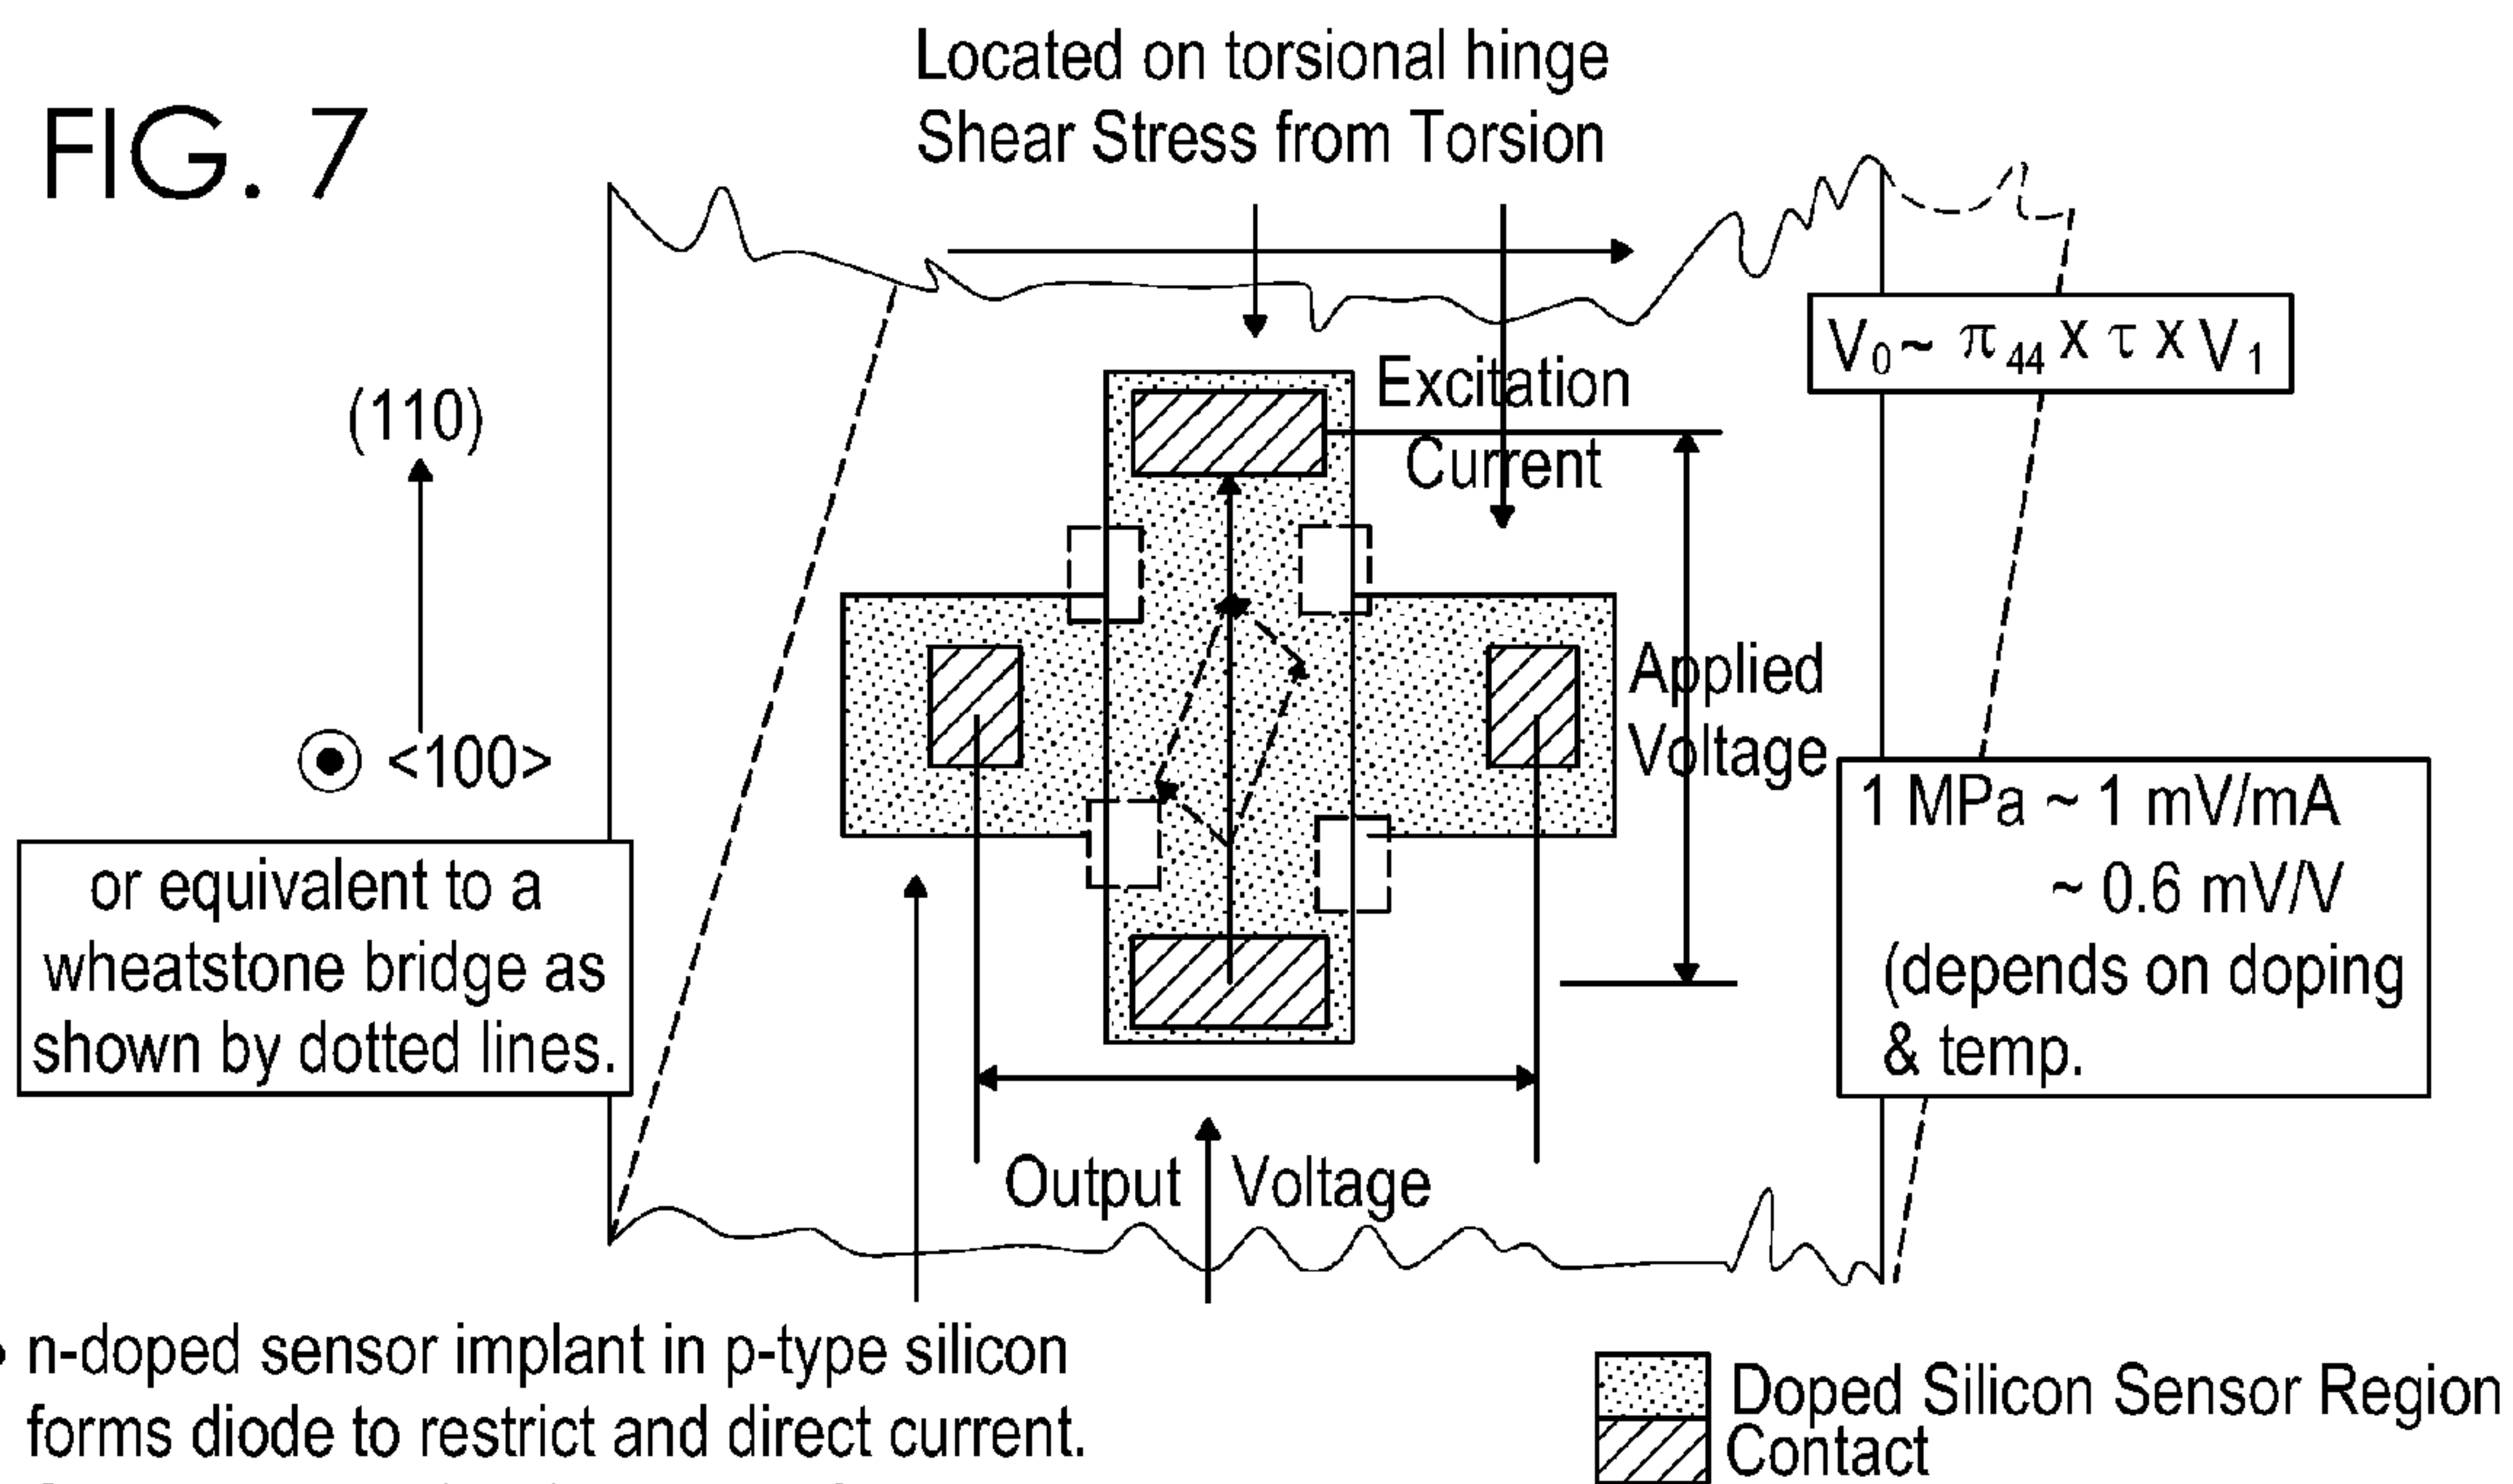 FIG. 7
Located on torsional hinge
Shear Stress from Torsion
V0~ π44 x τ x V1
(110)
Excitation
Current
<100>
Applied
Voltage
or equivalent to a
wheatstone bridge as
shown by dotted lines.
1 MPa ~ 1 mV/mA
~ 0.6 mV/V
(depends on doping
& temp.
Output Voltage
n-doped sensor implant in p-type silicon
forms diode to restrict and direct current.
Doped Silicon Sensor Region
Contact